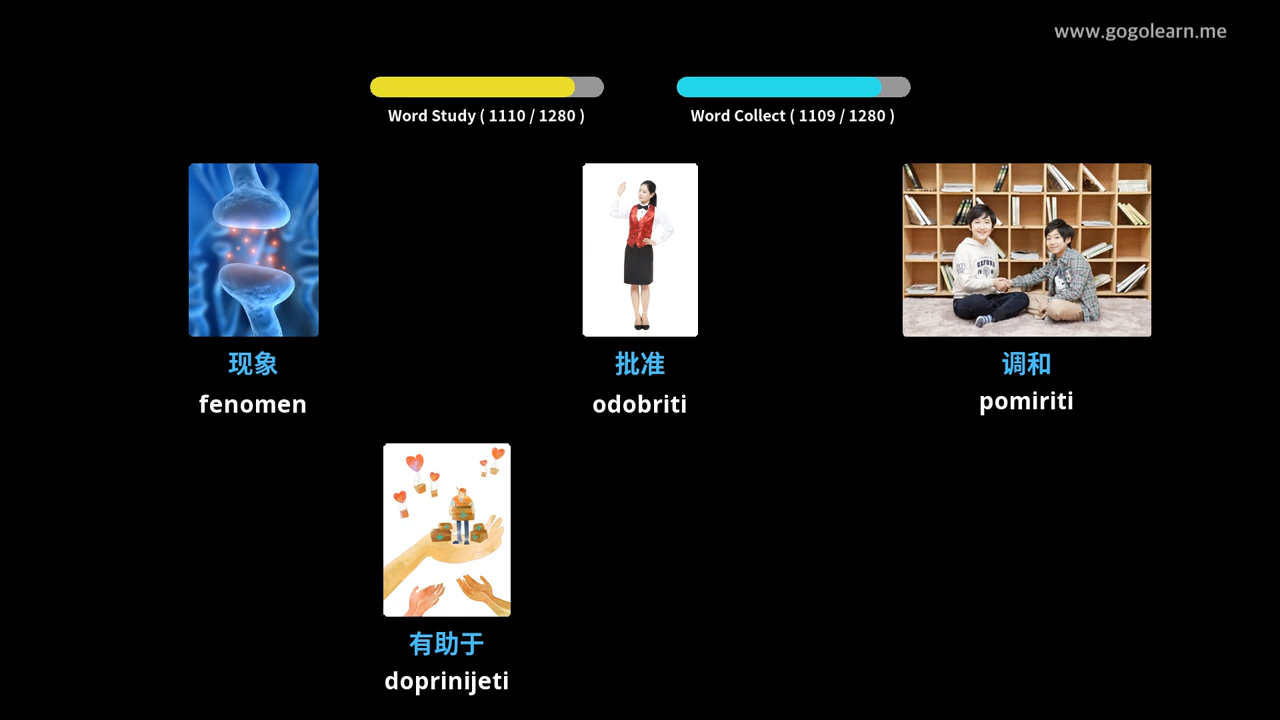 www.gogolearn.me
Word Study ( 1110 / 1280 )
Word Collect ( 1109 / 1280 )
现象
fenomen
批准
odobriti
OXFORD
调和
pomiriti
有助于
doprinijeti